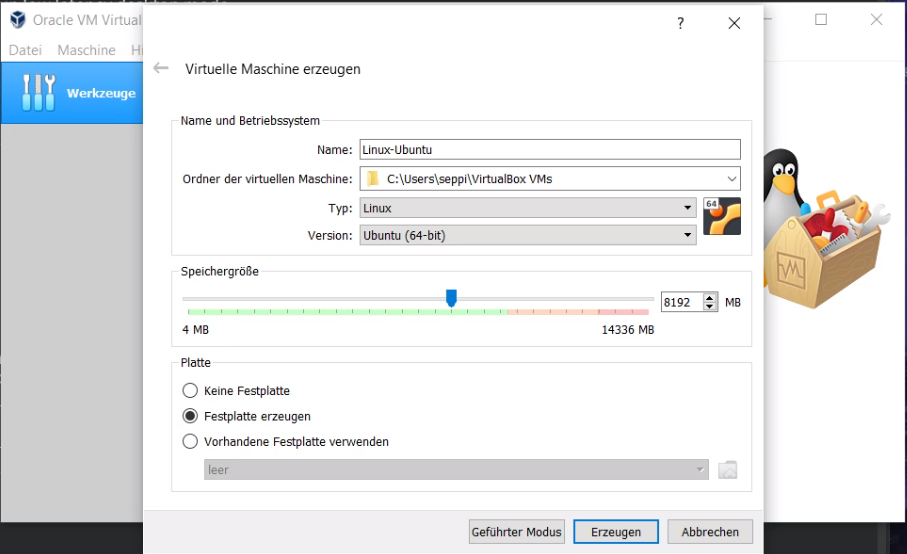 Oracle VM Virtual
?
Datei Maschine
Werkzeuge
Virtuelle Maschine erzeugen
Name und Betriebssystem
Name: Linux-Ubuntu
Ordner der virtuellen Maschine: C:\Users\seppi\VirtualBox VMs
Typ: Linux
64
Version: Ubuntu (64-bit)
Speichergröße
8192 MB
4 MB 14336 MB
Platte
Keine Festplatte
Festplatte erzeugen
Vorhandene Festplatte verwenden
leer
Geführter Modus Erzeugen Abbrechen